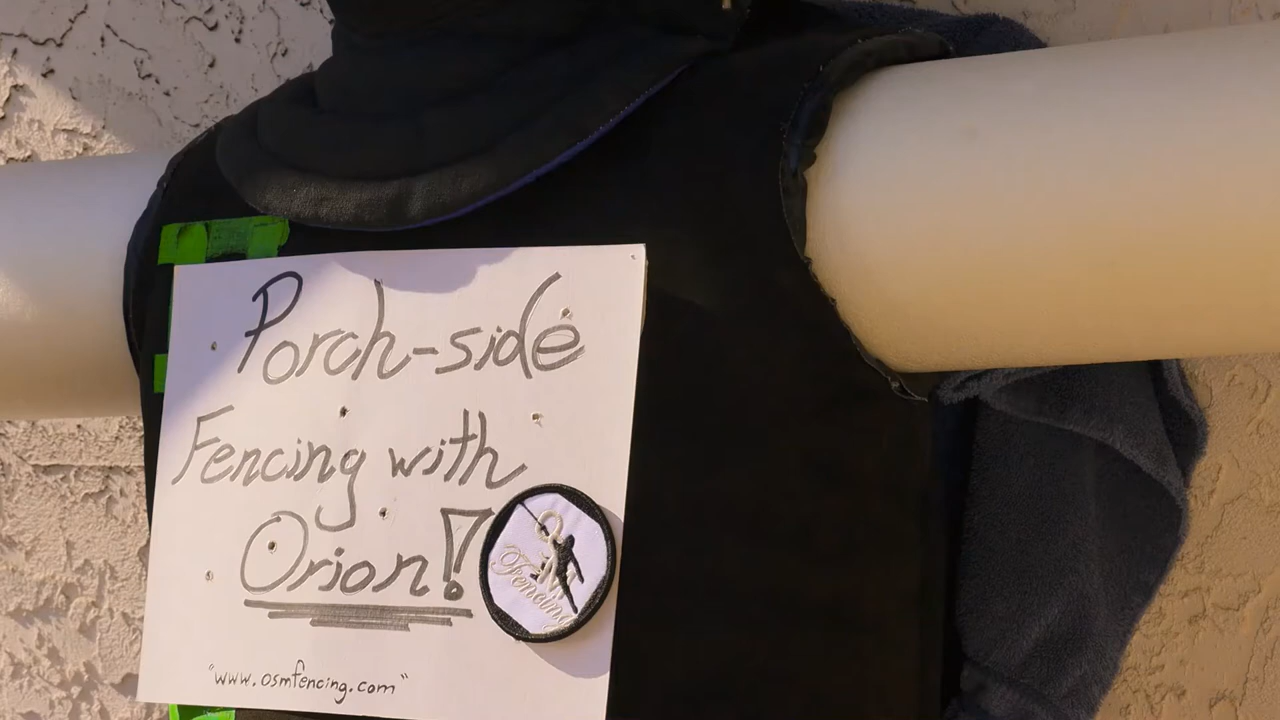 Porch-side
Fencing with
Orion!
Fencing
"www.osmfencing.com"